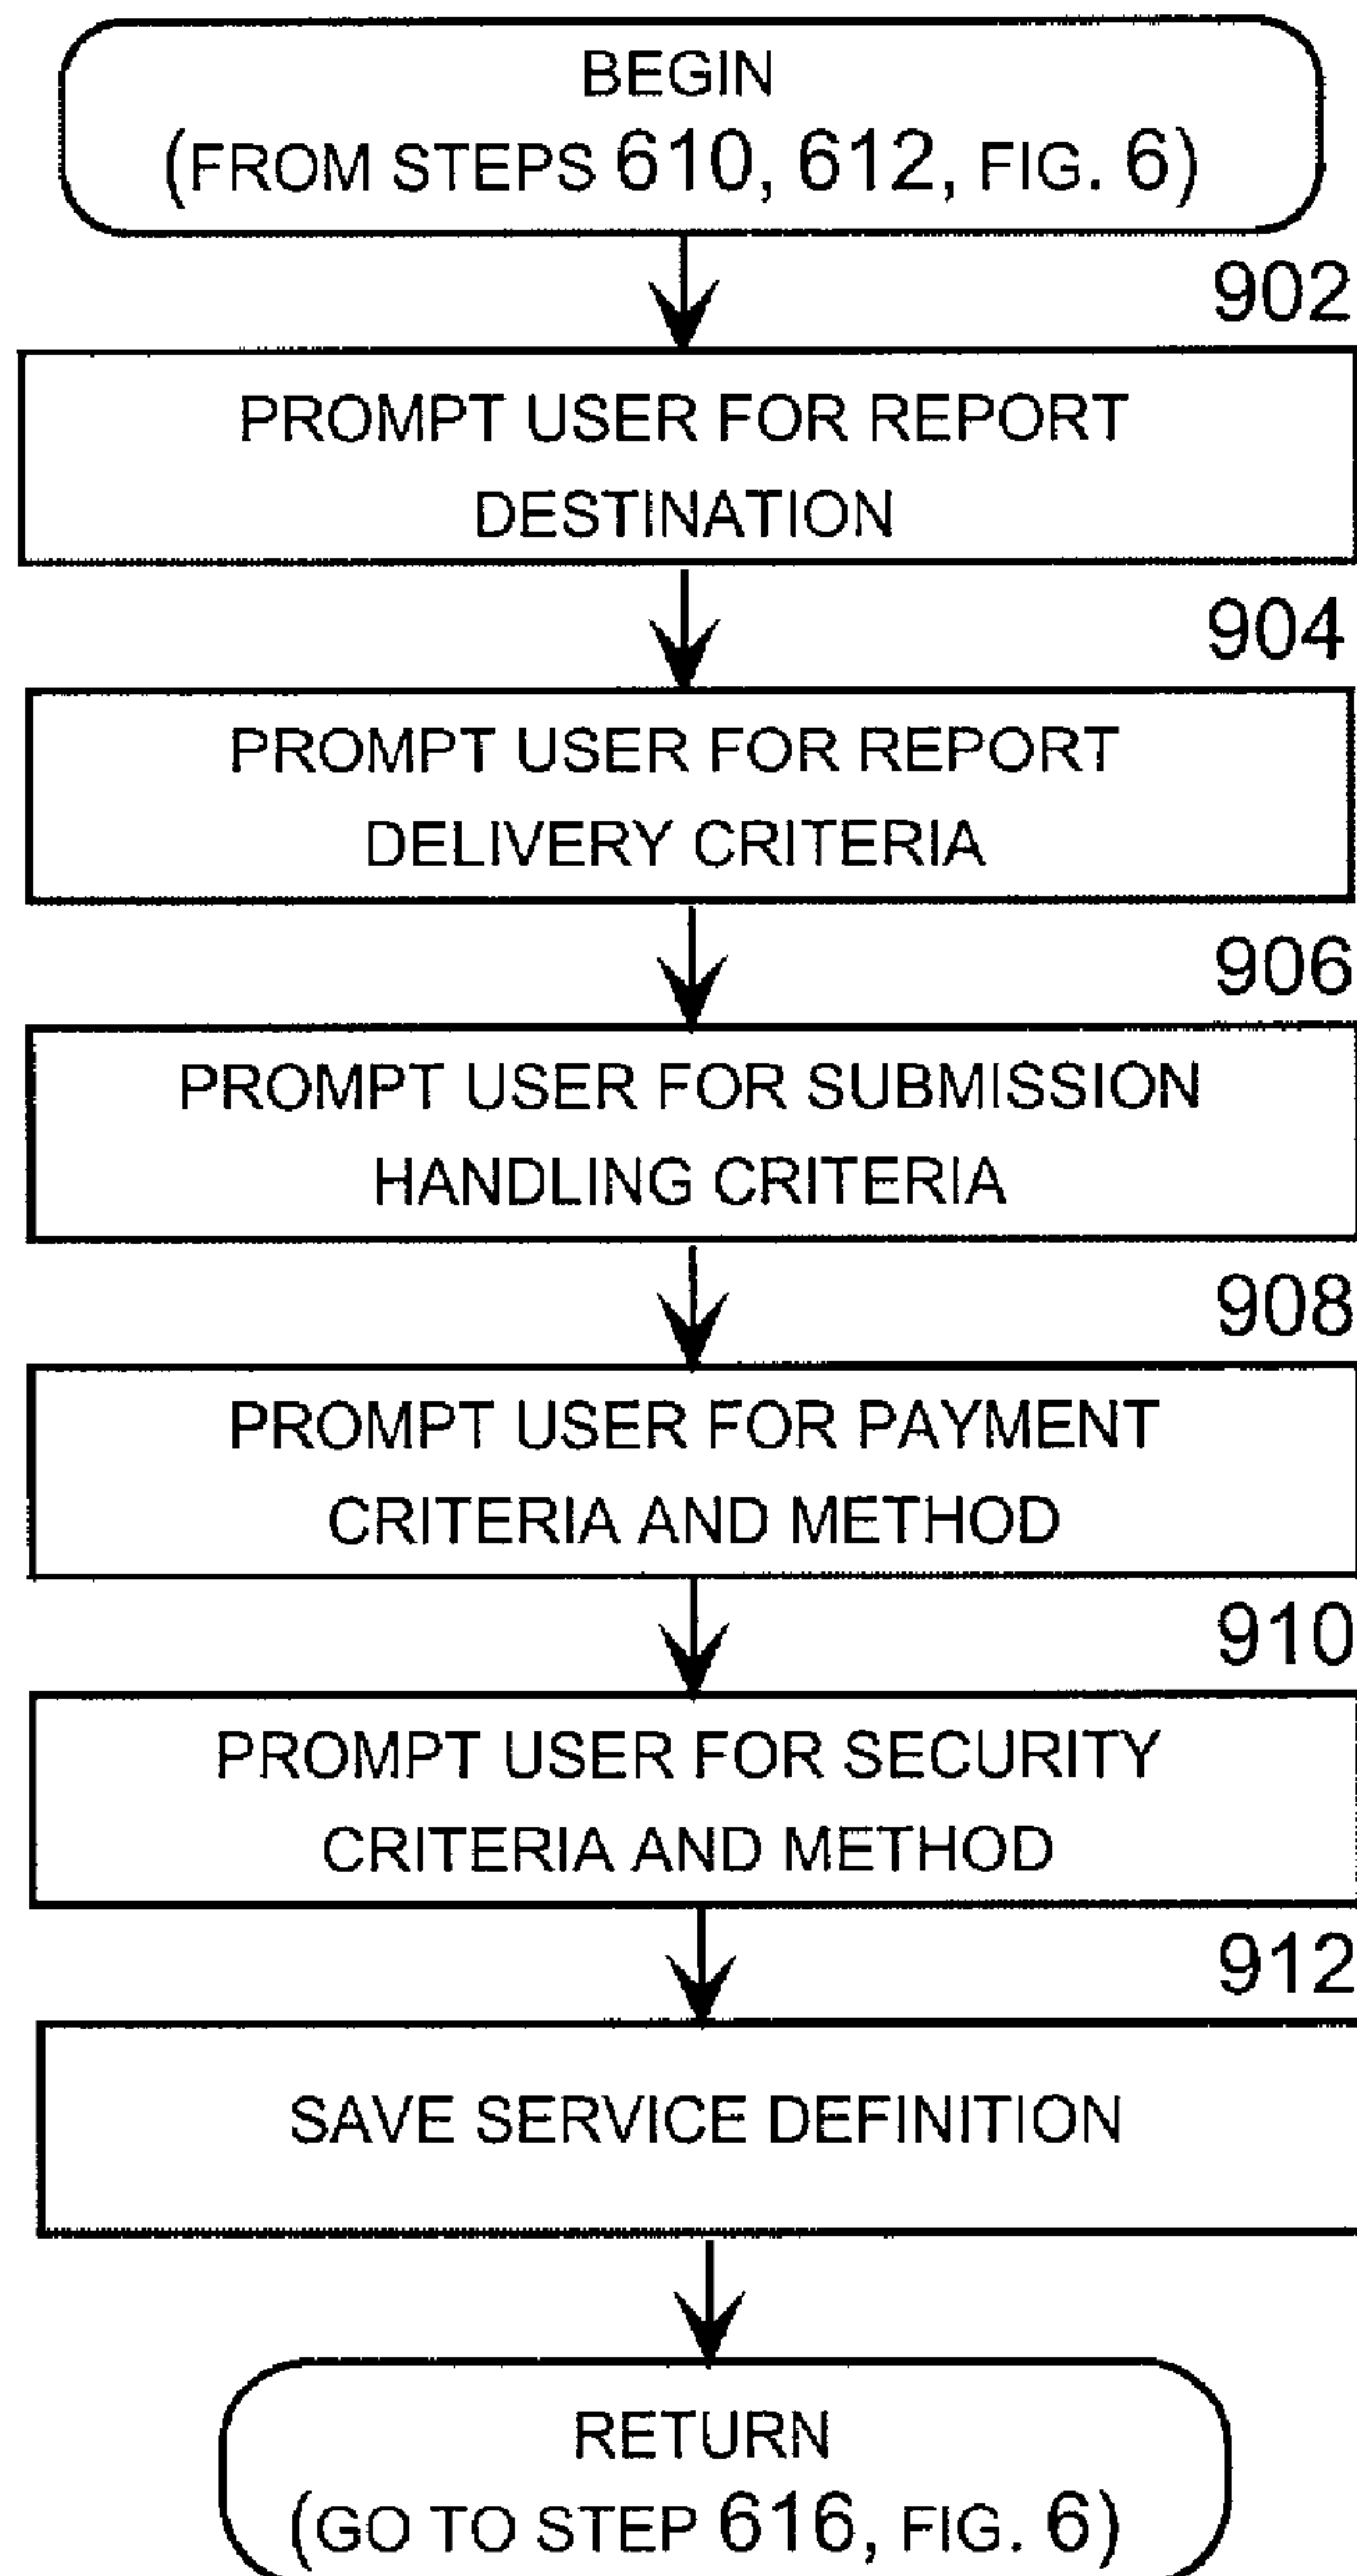 BEGIN
(FROM STEPS 610, 612, FIG. 6)
902
PROMPT USER FOR REPORT
DESTINATION
904
PROMPT USER FOR REPORT
DELIVERY CRITERIA
906
PROMPT USER FOR SUBMISSION
HANDLING CRITERIA
908
PROMPT USER FOR PAYMENT
CRITERIA AND METHOD
910
PROMPT USER FOR SECURITY
CRITERIA AND METHOD
912
SAVE SERVICE DEFINITION
RETURN
(GO TO STEP 616, FIG. 6)